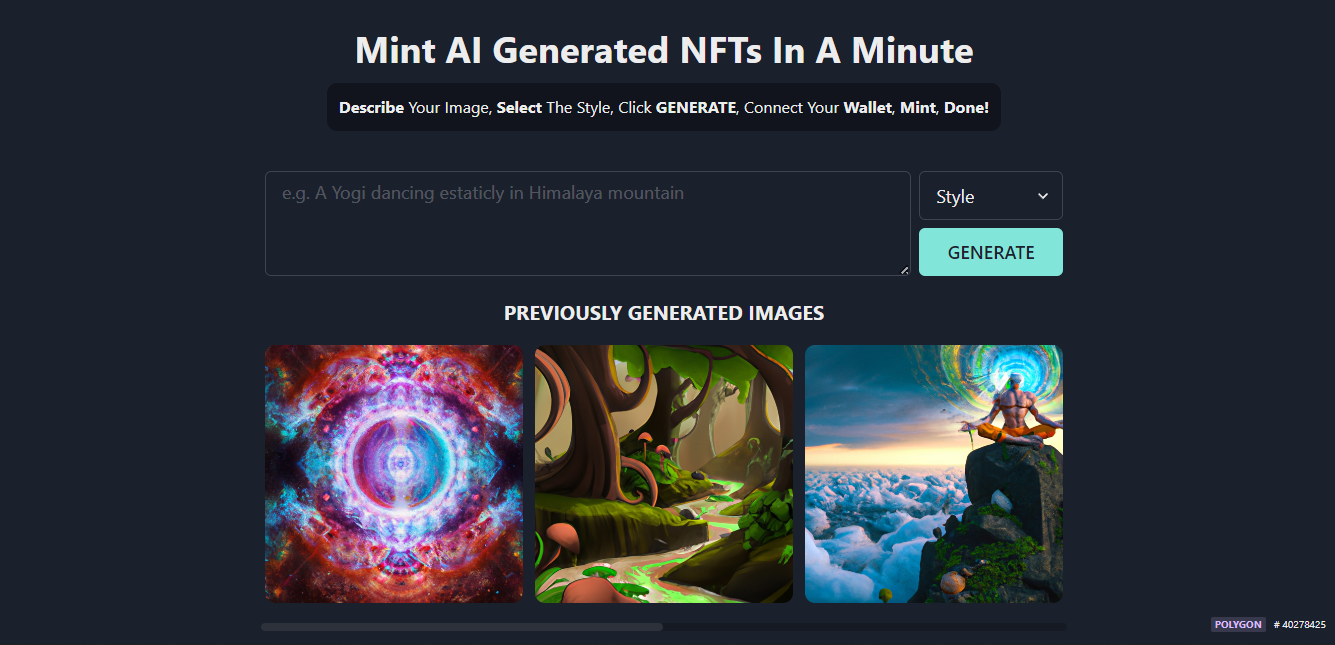 Mint AI Generated NFTs In A Minute
Describe Your Image, Select The Style, Click GENERATE, Connect Your Wallet, Mint, Done!
e.g. A Yogi dancing estaticly in Himalaya mountain
Style
GENERATE
PREVIOUSLY GENERATED IMAGES
POLYGON # 40278425